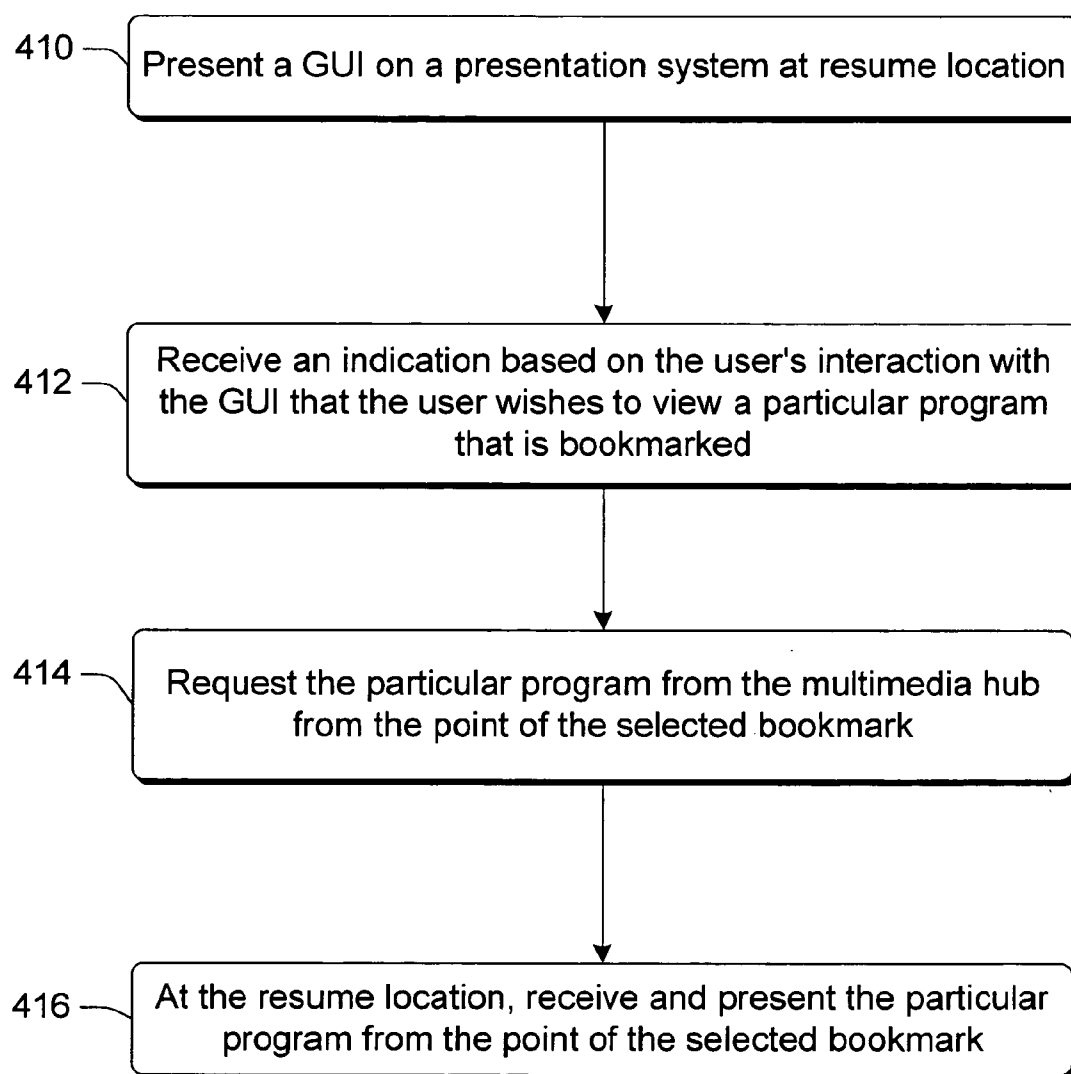 410
Present a GUI on a presentation system at resume location
412
Receive an indication based on the user's interaction with
the GUI that the user wishes to view a particular program
that is bookmarked
414
Request the particular program from the multimedia hub
from the point of the selected bookmark
416
At the resume location, receive and present the particular
program from the point of the selected bookmark